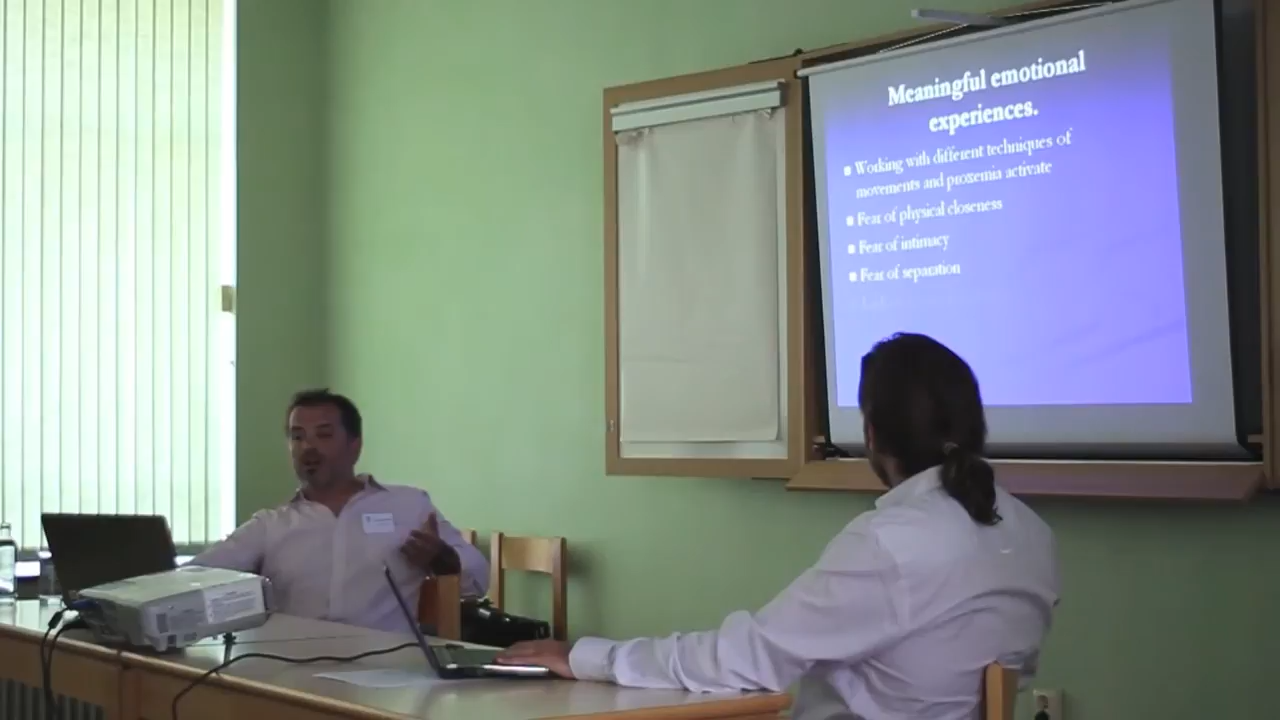 Meaningful emotional
experiences.
Working with different techniques of
movements and proxemia activate
Fear of physical closeness
Fear of intimacy
Fear of separation